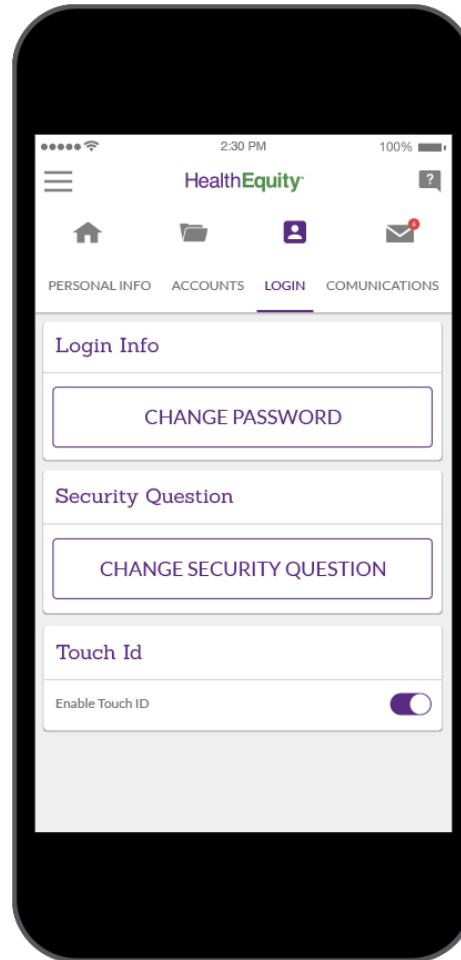 2:30 PM 100%
HealthEquity
?
4
PERSONAL INFO ACCOUNTS LOGIN COMUNICATIONS
Login Info
CHANGE PASSWORD
Security Question
CHANGE SECURITY QUESTION
Touch Id
Enable Touch ID